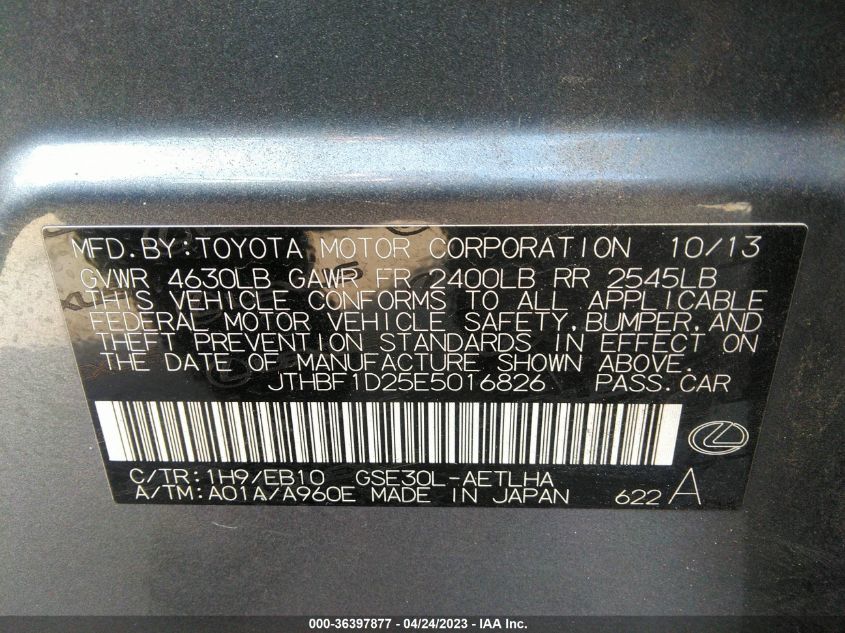 MFD.BY:TOYOTA MOTOR CORPORATION 10/13
GVWR 4630LB GAWR FR 2400LB RR 2545LB
THIS VEHICLE CONFORMS TO ALL APPLICABLE
FEDERAL MOTOR VEHICLE SAFETY,BUMPER,AND
THEFT PREVENTION STANDARDS IN EFFECT ON
THE DATE OF MANUFACTURE SHOWN ABOVE.
JTHBF1D25E5016826 PASS.CAR
C/TR:1H9/EB10 GSE30L-AETLHA
A/TM:A01A/A960E MADE IN JAPAN 622 A
000-36397877 - 04/24/2023 - IAA Inc.